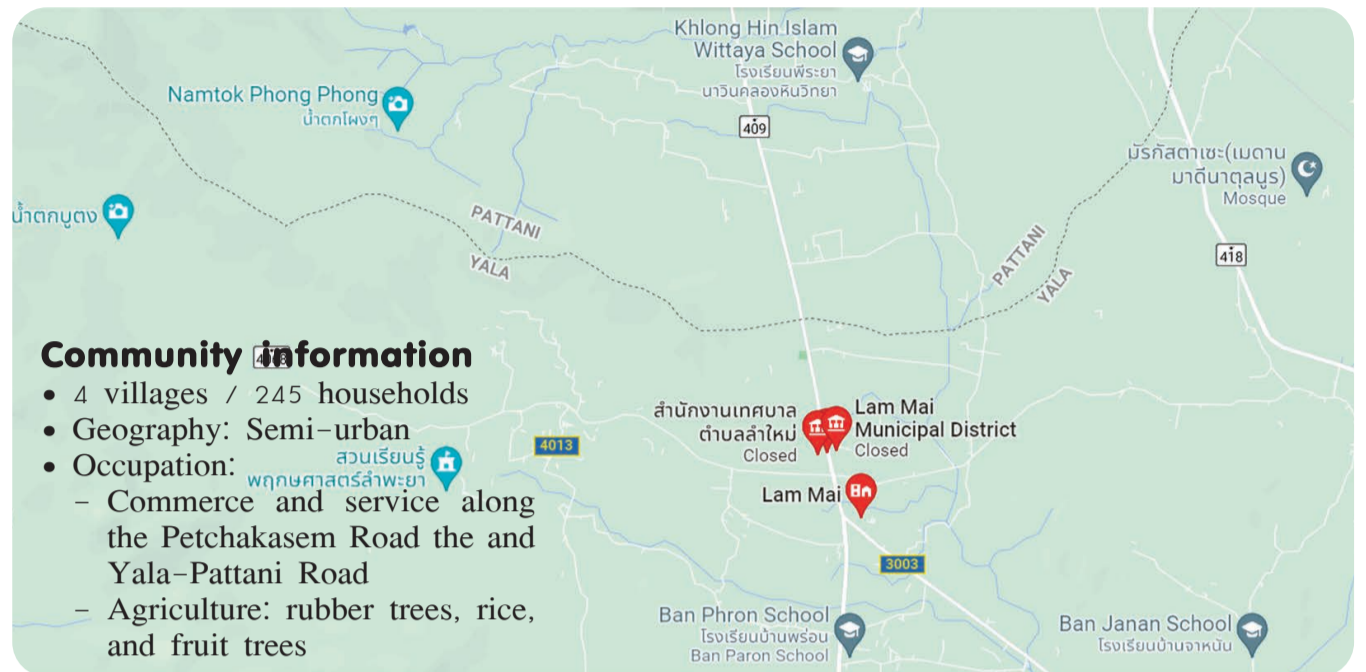 Khlong Hin Islam
Wittaya School
โรงเรียนพีระยา
นาวินคลองหินวิทยา
Namtok Phong Phong
น้ำตกโผงๆ
409
มัรกัสตาเซะ(เมดาน
มาดีนาตุลนูร)
Mosque
น้ำตกบูตง
PATTANI
YALA
PATTANI
YALA
418
Community information
• 4 villages / 245 households
• Geography: Semi-urban
• Occupation:
- Commerce and service along
the Petchakasem Road the and
Yala-Pattani Road
- Agriculture: rubber trees, rice,
and fruit trees
สวนเรียนรู้
พฤกษศาสตร์ลำพะยา
4013
สำนักงานเทศบาล
ตำบลลำใหม่
Closed
Lam Mai
Municipal District
Closed
Lam Mai
3003
Ban Phron School
โรงเรียนบ้านพร่อน
Ban Paron School
Ban Janan School
โรงเรียนบ้านจาหนัน